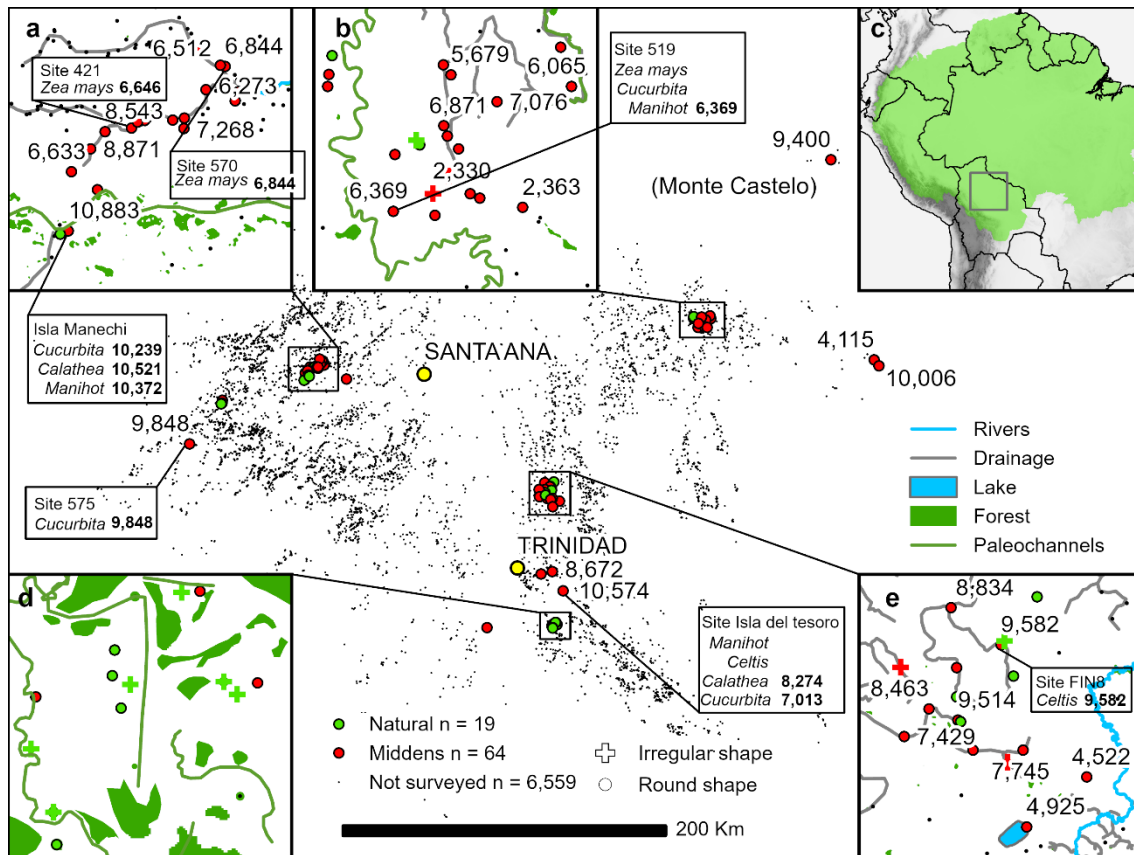 a
6,512
6,844
Site 421
Zea mays 6,646
6,273
8,543
7,268
6,633
8,871
Site 570
Zea mays 6,844
10,883
b
5,679
6,065
6,871
7,076
2,330
6,369
2,363
Site 519
Zea mays
Cucurbita
Manihot 6,369
9,400
(Monte Castelo)
c
Isla Manechi
Cucurbita 10,239
Calathea 10,521
Manihot 10,372
SANTA ANA
4,115
10,006
9,848
Site 575
Cucurbita 9,848
Rivers
Drainage
Lake
Forest
Paleochannels
TRINIDAD
8,672
10,574
Site Isla del tesoro
Manihot
Celtis
Calathea 8,274
Cucurbita 7,013
d
Natural n = 19
Middens n = 64
Not surveyed n = 6,559
Irregular shape
Round shape
200 Km
e
8,834
9,582
Site FIN8
Celtis 9,582
8,463
9,514
7,429
7,745
4,522
4,925